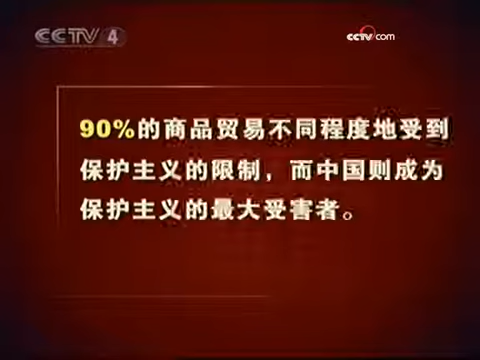 CCTV 4
CCTV.com
90%的商品贸易不同程度地受到
保护主义的限制，而中国则成为
保护主义的最大受害者。